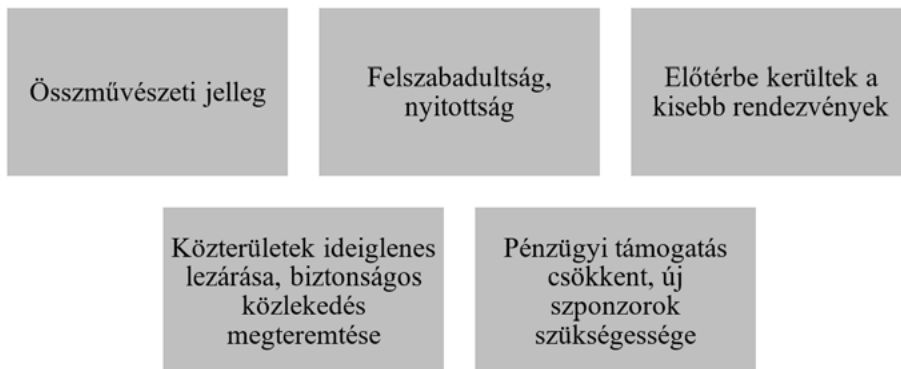 Összművészeti jelleg
Felszabadultság,
nyitottság
Előtérbe kerültek a
kisebb rendezvények
Közterületek ideiglenes
lezárása, biztonságos
közlekedés
megteremtése
Pénzügyi támogatás
csökkent, új
szponzorok
szükségessége